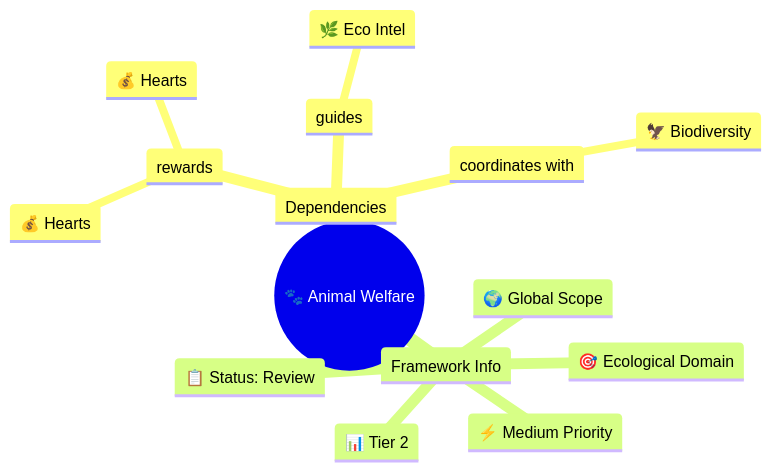 🌿 Eco Intel
💰 Hearts
guides
🦅 Biodiversity
rewards
coordinates with
💰 Hearts
Dependencies
🐾 Animal Welfare
🌍 Global Scope
Framework Info
🎯 Ecological Domain
📋 Status: Review
📊 Tier 2
⚡ Medium Priority